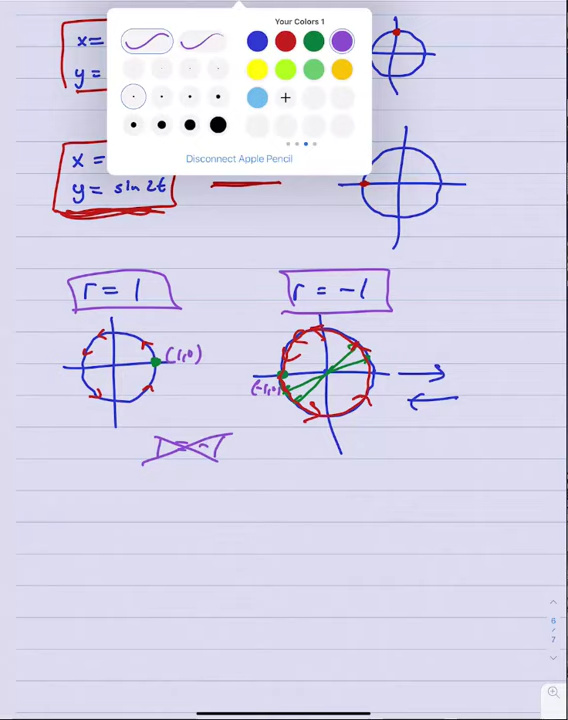 Your Colors 1
x=
y=
+
Disconnect Apple Pencil
x =
y = sin 2t
r = 1
r = -1
(1,0)
(-1,0)
6
/
7